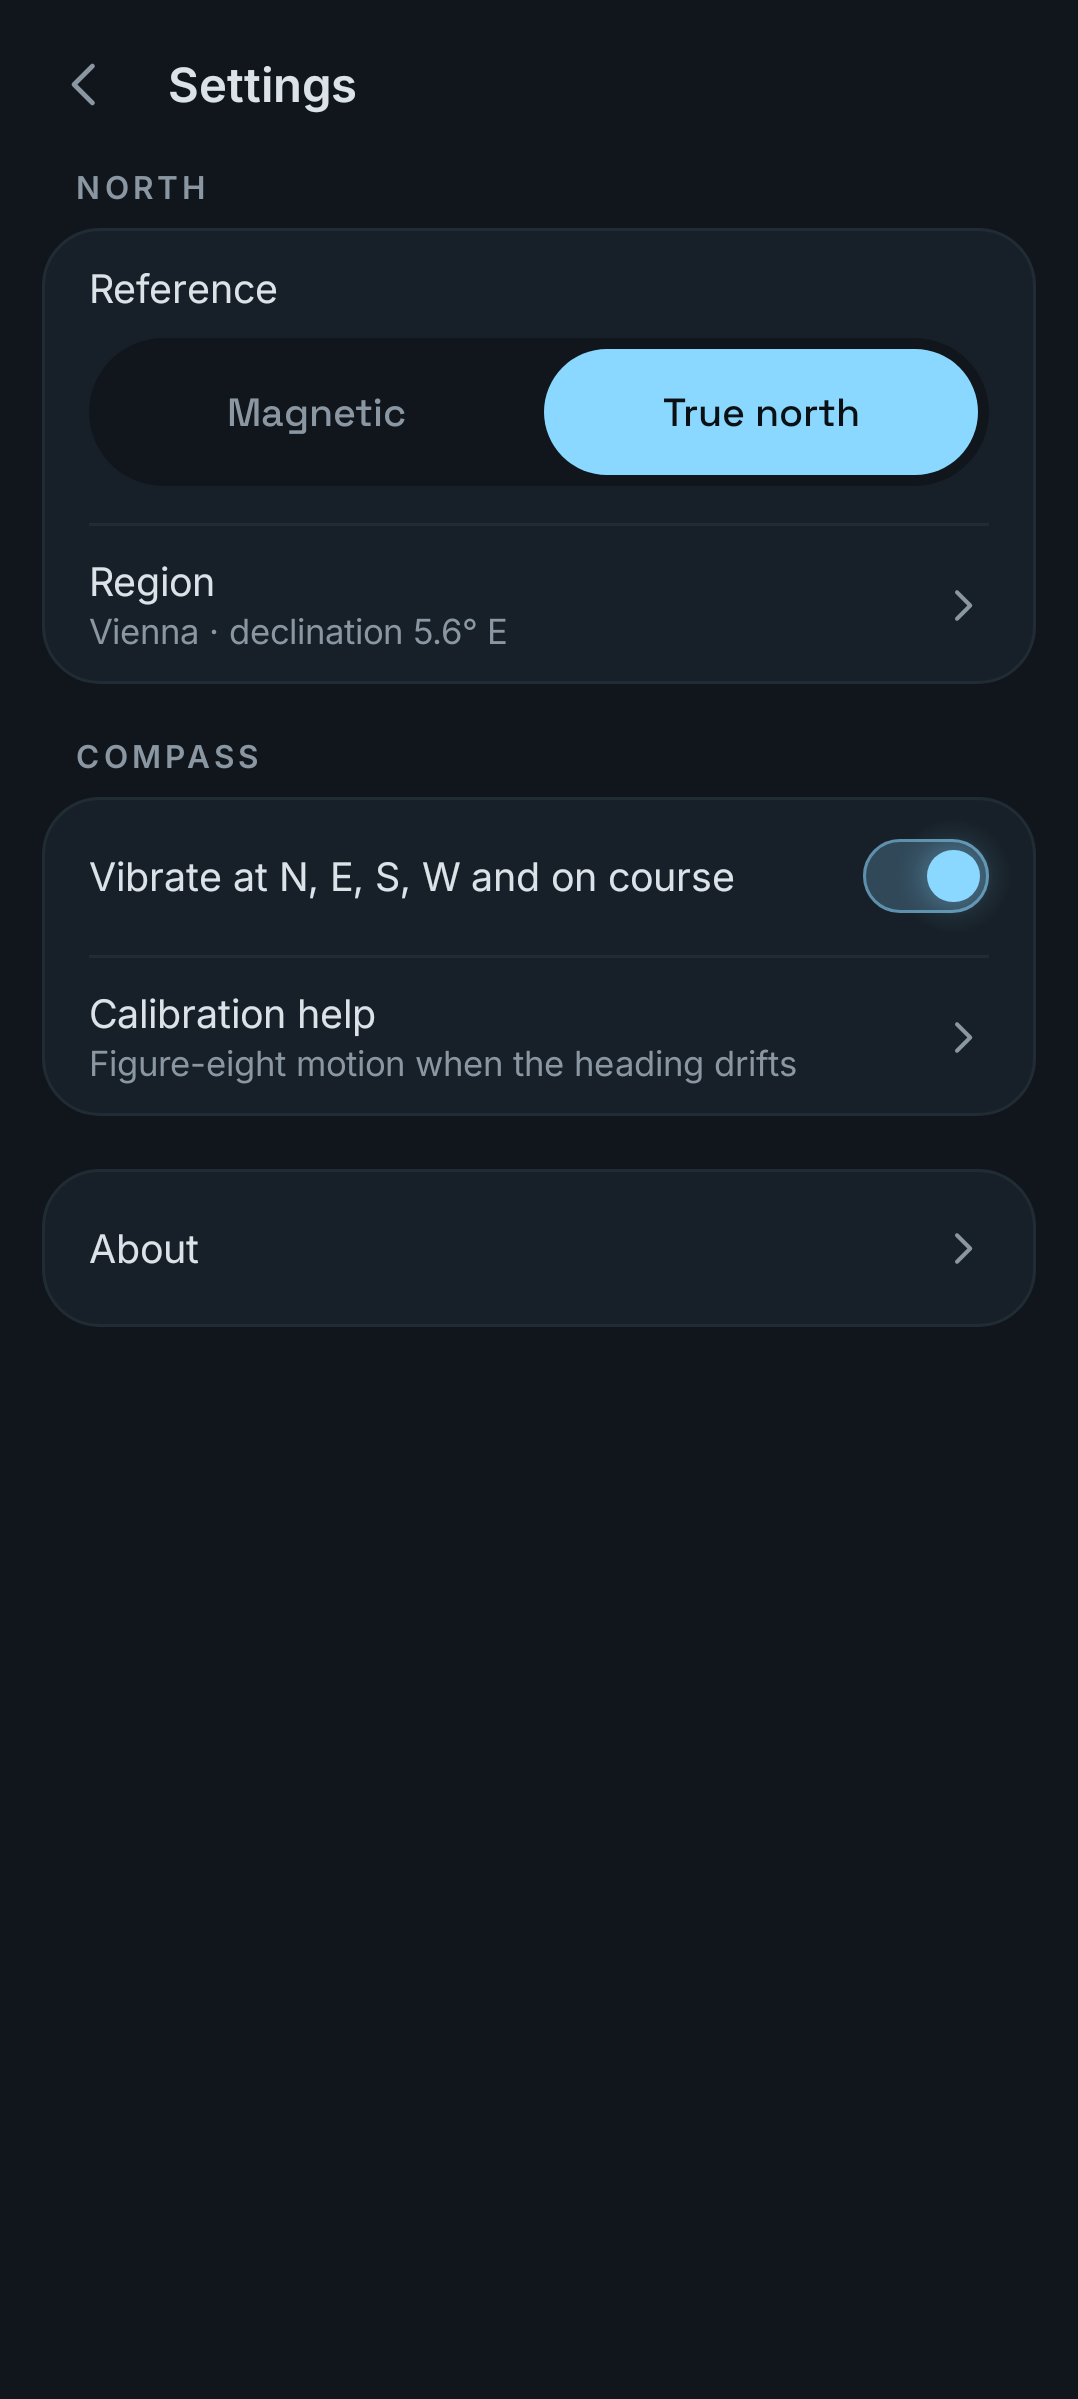 Settings
NORTH
Reference
Magnetic
True north
Region
Vienna · declination 5.6° E
COMPASS
Vibrate at N, E, S, W and on course
Calibration help
Figure-eight motion when the heading drifts
About